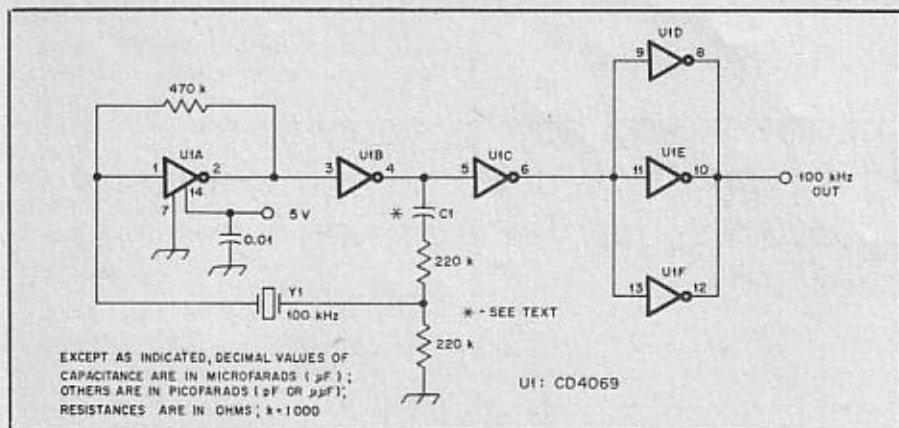 470 k
U1A
1
2
14
7
5 V
0.01
U1B
3
4
* C1
220 k
Y1
100 kHz
* - SEE TEXT
220 k
U1C
5
6
U1D
9
8
U1E
11
10
U1F
13
12
100 kHz
OUT
EXCEPT AS INDICATED, DECIMAL VALUES OF
CAPACITANCE ARE IN MICROFARADS (µF);
OTHERS ARE IN PICOFARADS (pF OR µµF);
RESISTANCES ARE IN OHMS; k=1000
U1: CD4069